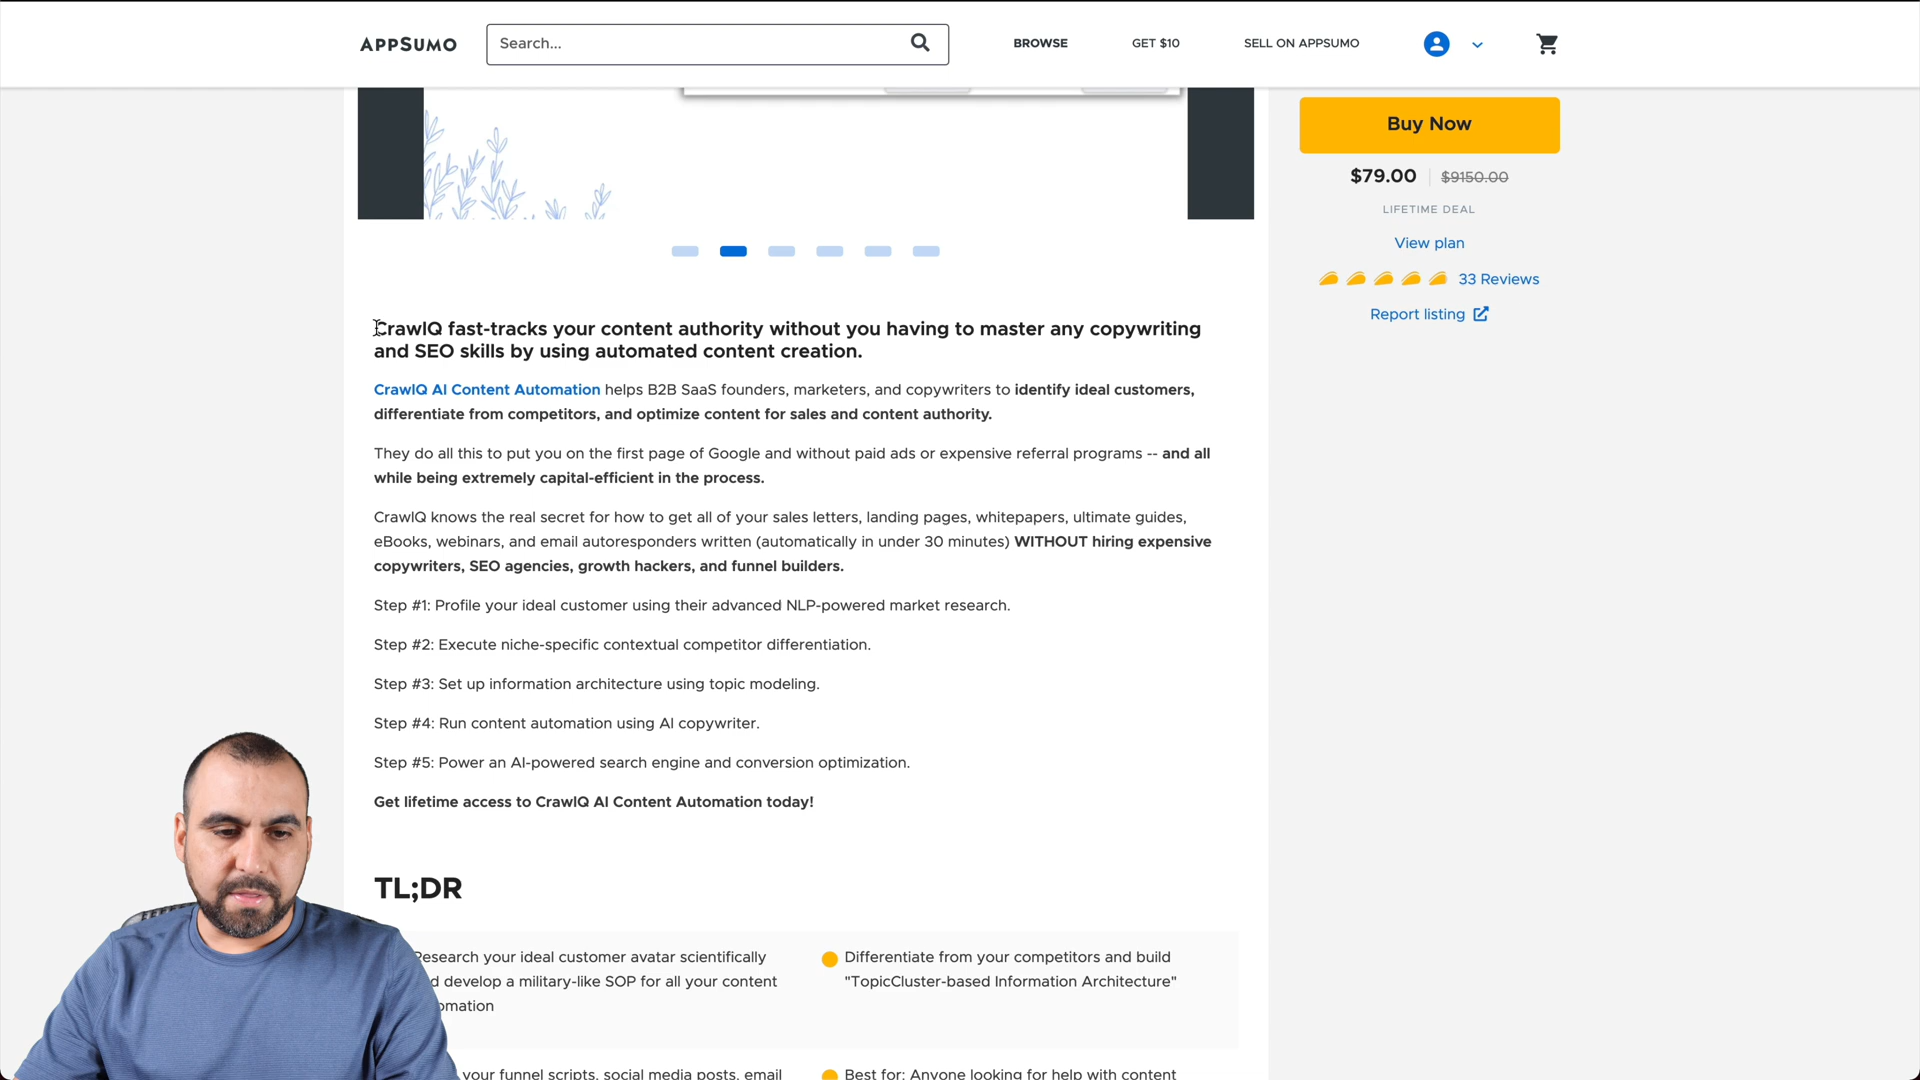 APPSUMO
Search...
BROWSE
GET $10
SELL ON APPSUMO
Buy Now
$79.00 $9150.00
LIFETIME DEAL
View plan
33 Reviews
Report listing
CrawlQ fast-tracks your content authority without you having to master any copywriting
and SEO skills by using automated content creation.
CrawlQ AI Content Automation helps B2B SaaS founders, marketers, and copywriters to identify ideal customers,
differentiate from competitors, and optimize content for sales and content authority.
They do all this to put you on the first page of Google and without paid ads or expensive referral programs -- and all
while being extremely capital-efficient in the process.
CrawlQ knows the real secret for how to get all of your sales letters, landing pages, whitepapers, ultimate guides,
eBooks, webinars, and email autoresponders written (automatically in under 30 minutes) WITHOUT hiring expensive
copywriters, SEO agencies, growth hackers, and funnel builders.
Step #1: Profile your ideal customer using their advanced NLP-powered market research.
Step #2: Execute niche-specific contextual competitor differentiation.
Step #3: Set up information architecture using topic modeling.
Step #4: Run content automation using AI copywriter.
Step #5: Power an AI-powered search engine and conversion optimization.
Get lifetime access to CrawlQ AI Content Automation today!
TL;DR
Research your ideal customer avatar scientifically
develop a military-like SOP for all your content
Differentiate from your competitors and build
"TopicCluster-based Information Architecture"
your funnel scripts, social media posts, email
Best for: Anyone looking for help with content